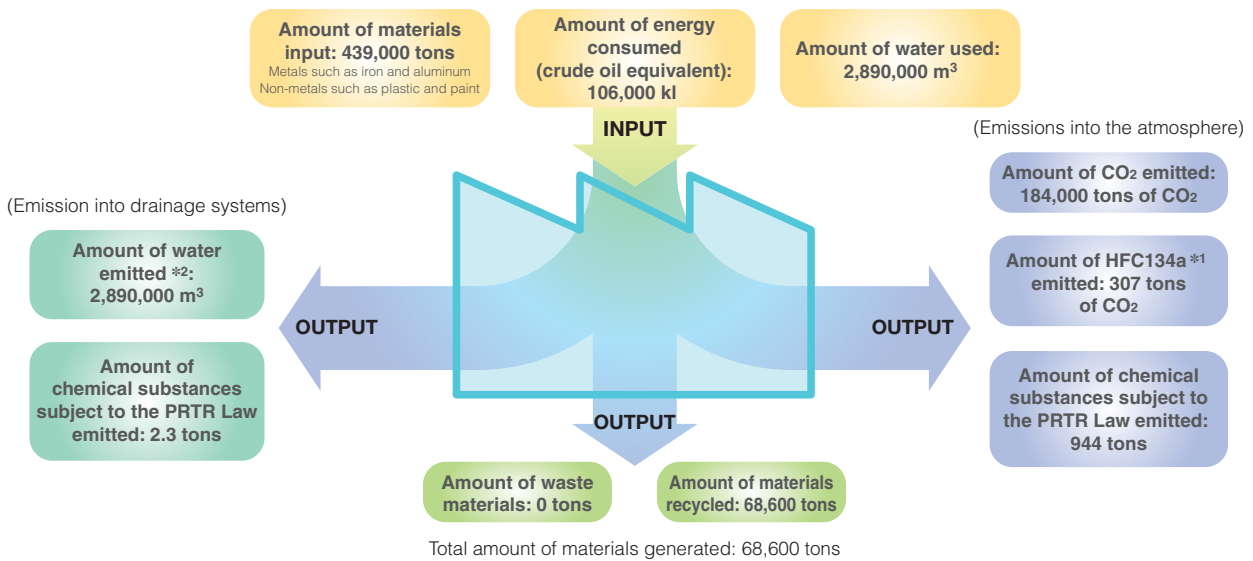 Amount of materials
input: 439,000 tons
Metals such as iron and aluminum
Non-metals such as plastic and paint
Amount of energy
consumed
(crude oil equivalent):
106,000 kl
Amount of water used:
2,890,000 m³
INPUT
(Emissions into the atmosphere)
Amount of CO₂ emitted:
184,000 tons of CO₂
Amount of HFC134a *¹
emitted: 307 tons
of CO₂
Amount of chemical
substances subject to
the PRTR Law emitted:
944 tons
OUTPUT
(Emission into drainage systems)
Amount of water
emitted *²:
2,890,000 m³
Amount of
chemical substances
subject to the PRTR Law
emitted: 2.3 tons
OUTPUT
OUTPUT
Amount of waste
materials: 0 tons
Amount of materials
recycled: 68,600 tons
Total amount of materials generated: 68,600 tons